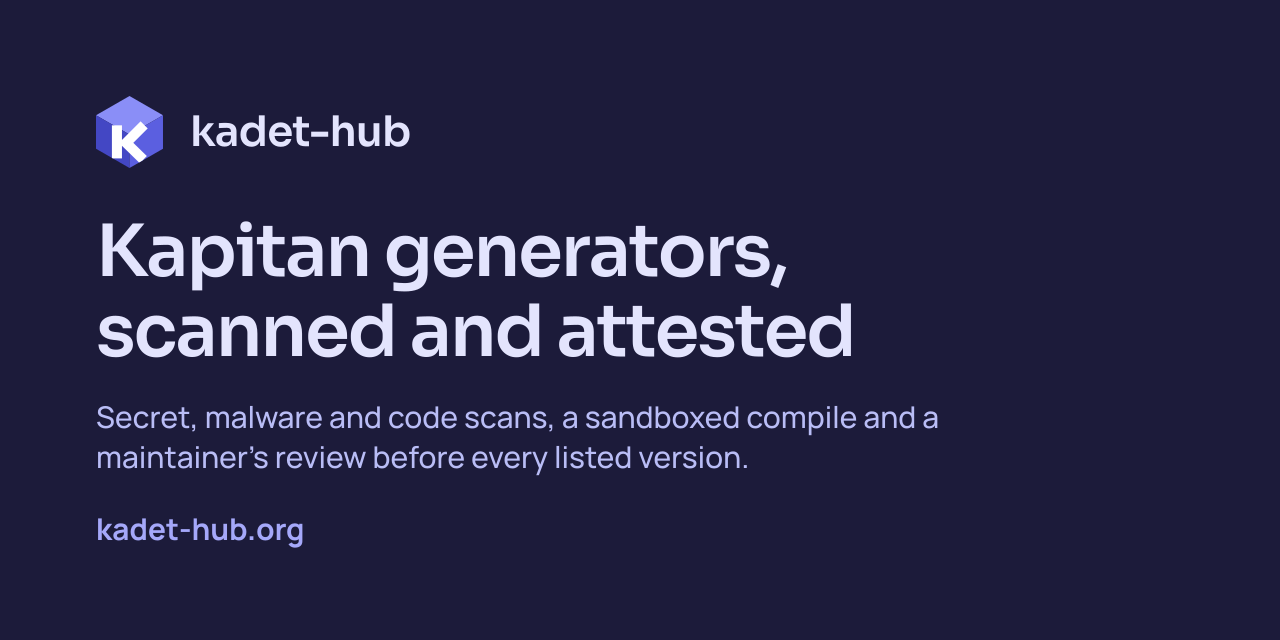 K
kadet-hub
Kapitan generators,
scanned and attested
Secret, malware and code scans, a sandboxed compile and a
maintainer’s review before every listed version.
kadet-hub.org